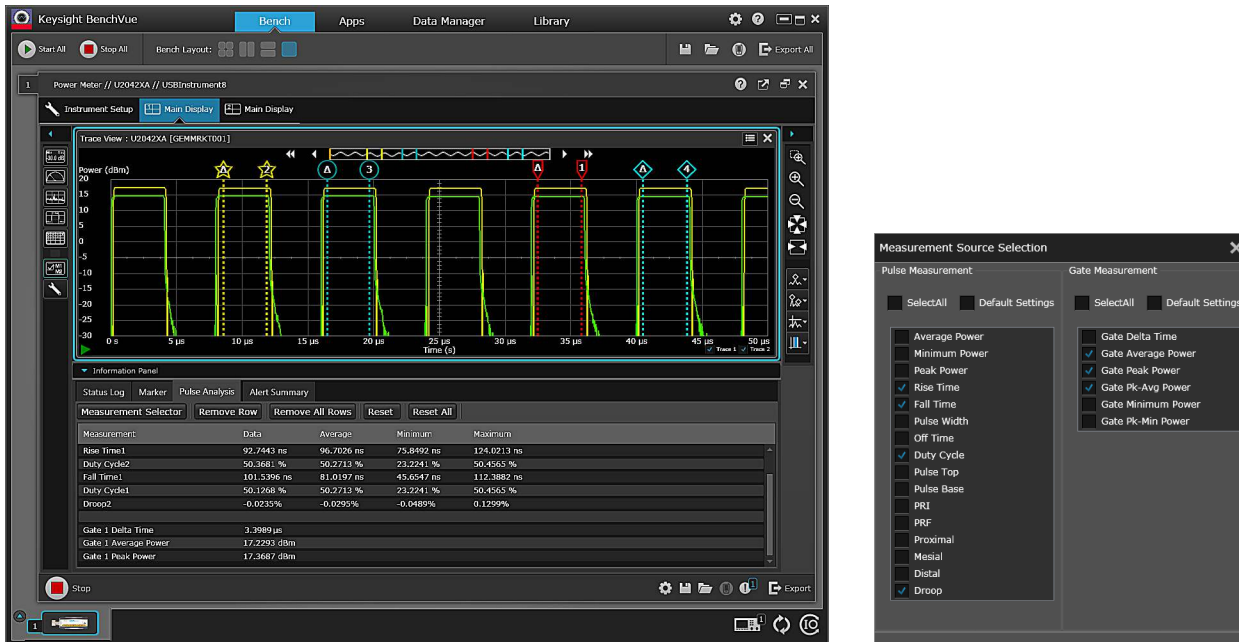 Keysight BenchVue
Bench
Apps
Data Manager
Library
Start All
Stop All
Bench Layout:
Export All
1
Power Meter // U2042XA // USBInstrument8
Instrument Setup
Main Display
Main Display
Trace View : U2042XA [GEMMRKT001]
Power (dBm)
Δ 2 Δ 3 Δ 1 Δ 4
20
15
10
5
0
-5
-10
-15
-20
-25
-30
0 s 5 µs 10 µs 15 µs 20 µs 25 µs 30 µs 35 µs 40 µs 45 µs 50 µs
Time (s)
Trace 1 Trace 2
Information Panel
Status Log Marker Pulse Analysis Alert Summary
Measurement Selector Remove Row Remove All Rows Reset Reset All
Measurement Data Average Minimum Maximum
Rise Time1 92.7443 ns 96.7026 ns 75.8492 ns 124.0213 ns
Duty Cycle2 50.3681 % 50.2713 % 23.2241 % 50.4565 %
Fall Time1 101.5396 ns 81.0197 ns 45.6547 ns 112.3882 ns
Duty Cycle1 50.1268 % 50.2713 % 23.2241 % 50.4565 %
Droop2 -0.0235% -0.0295% -0.0489% 0.1299%
Gate 1 Delta Time 3.3989 µs
Gate 1 Average Power 17.2293 dBm
Gate 1 Peak Power 17.3687 dBm
Stop
1
Export
1
1
Measurement Source Selection
Pulse Measurement
SelectAll Default Settings
Average Power
Minimum Power
Peak Power
Rise Time
Fall Time
Pulse Width
Off Time
Duty Cycle
Pulse Top
Pulse Base
PRI
PRF
Proximal
Mesial
Distal
Droop
Gate Measurement
SelectAll Default Settings
Gate Delta Time
Gate Average Power
Gate Peak Power
Gate Pk-Avg Power
Gate Minimum Power
Gate Pk-Min Power